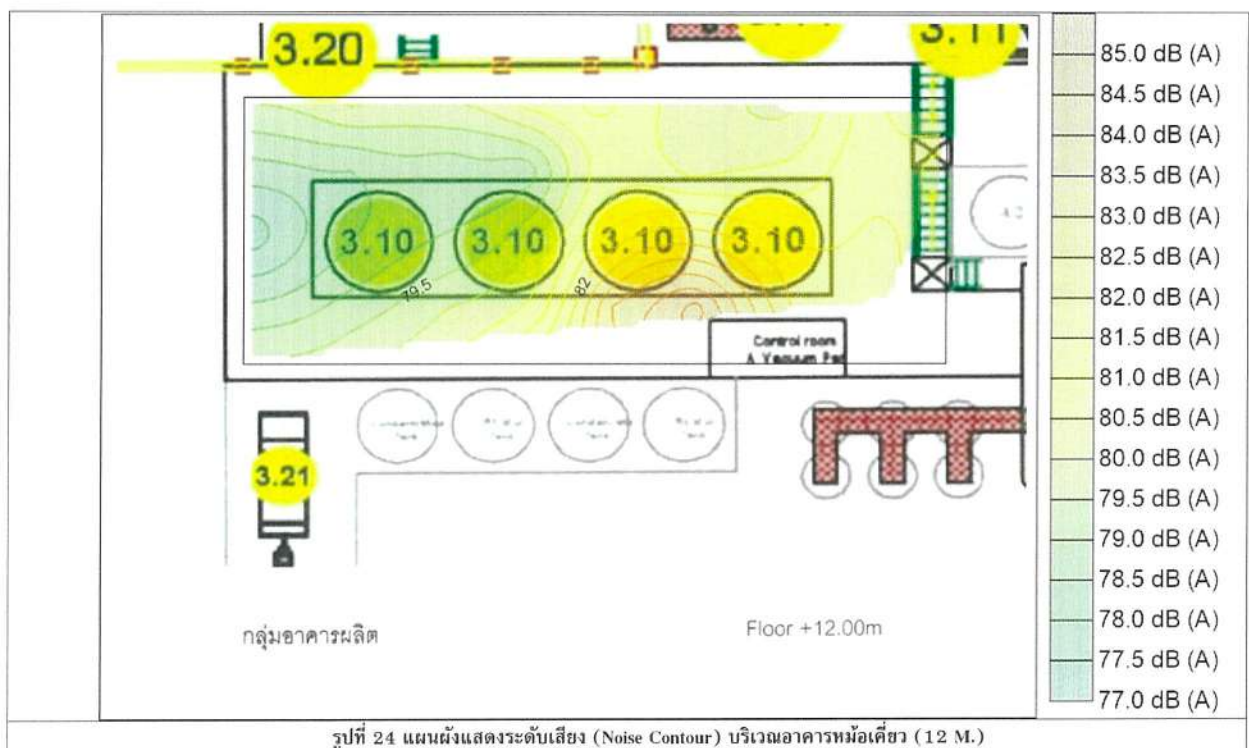 3.20
3.11
85.0 dB (A)
84.5 dB (A)
84.0 dB (A)
83.5 dB (A)
83.0 dB (A)
82.5 dB (A)
82.0 dB (A)
81.5 dB (A)
81.0 dB (A)
80.5 dB (A)
80.0 dB (A)
79.5 dB (A)
79.0 dB (A)
78.5 dB (A)
78.0 dB (A)
77.5 dB (A)
77.0 dB (A)
3.10
3.10
3.10
3.10
79.5
82
Control room
A Vacuum Pan
3.21
กลุ่มอาคารผลิต
Floor +12.00m
รูปที่ 24 แผนผังแสดงระดับเสียง (Noise Contour) บริเวณอาคารหม้อเคี่ยว (12 M.)